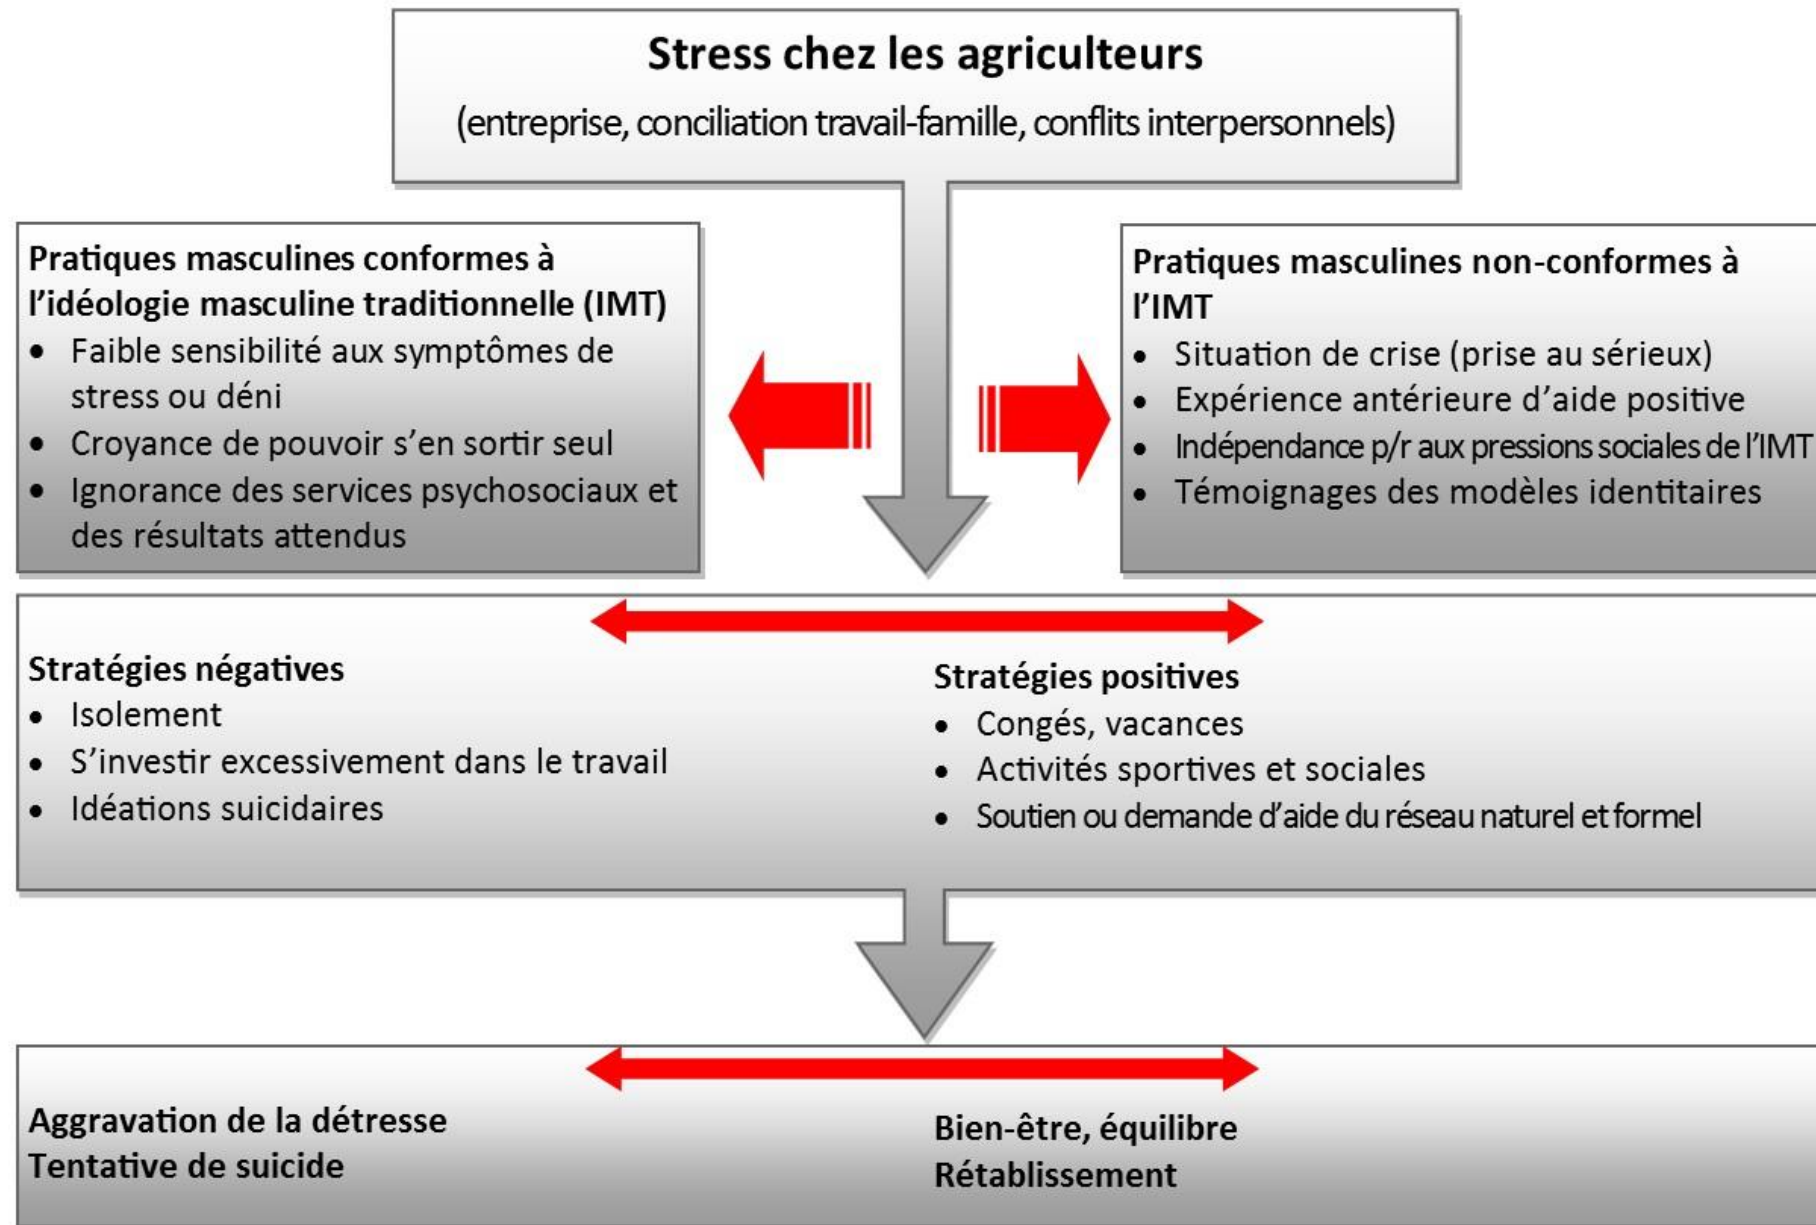 Stress chez les agriculteurs
(entreprise, conciliation travail-famille, conflits interpersonnels)
Pratiques masculines conformes à
l’idéologie masculine traditionnelle (IMT)
• Faible sensibilité aux symptômes de
stress ou déni
• Croyance de pouvoir s’en sortir seul
• Ignorance des services psychosociaux et
des résultats attendus
Pratiques masculines non-conformes à
l’IMT
• Situation de crise (prise au sérieux)
• Expérience antérieure d’aide positive
• Indépendance p/r aux pressions sociales de l’IMT
• Témoignages des modèles identitaires
Stratégies négatives
• Isolement
• S’investir excessivement dans le travail
• Idéations suicidaires
Stratégies positives
• Congés, vacances
• Activités sportives et sociales
• Soutien ou demande d’aide du réseau naturel et formel
Aggravation de la détresse
Tentative de suicide
Bien-être, équilibre
Rétablissement